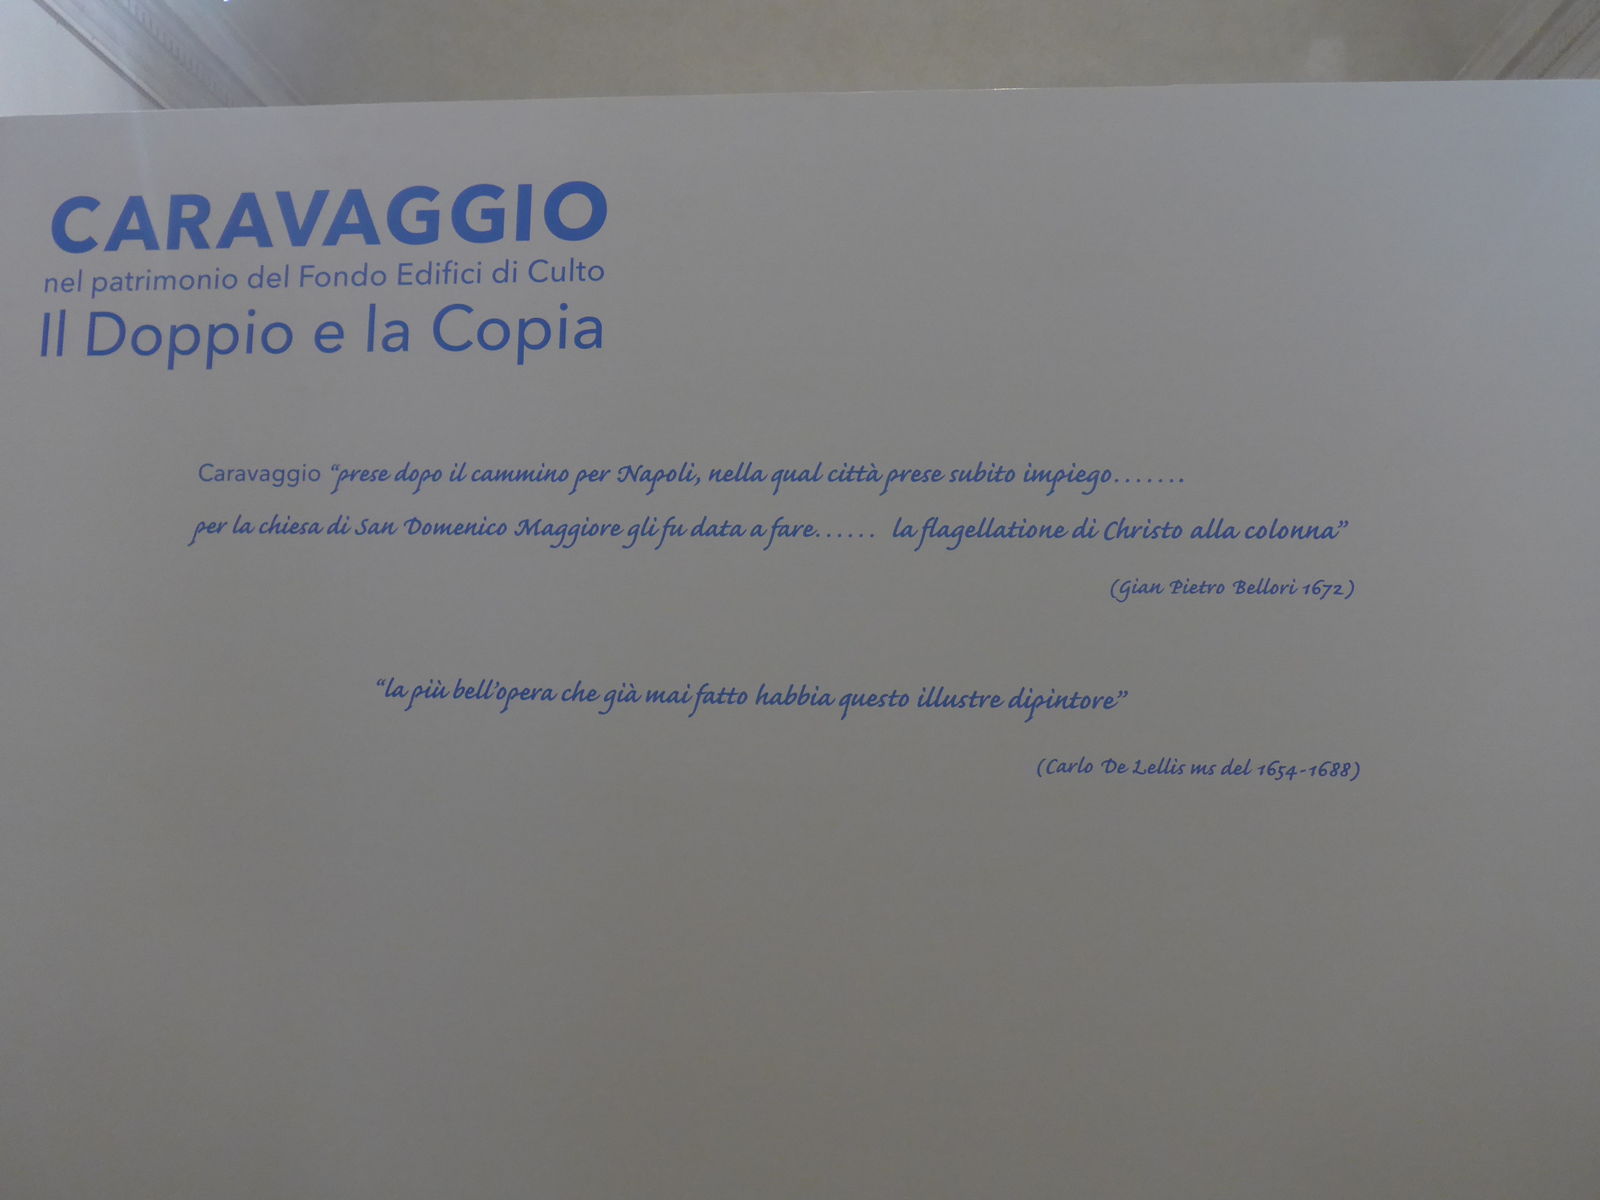 CARAVAGGIO
nel patrimonio del Fondo Edifici di Culto
Il Doppio e la Copia
Caravaggio “prese dopo il cammino per Napoli, nella qual città prese subito impiego.......
per la chiesa di San Domenico Maggiore gli fu data a fare...... la flagellatione di Christo alla colonna”
(Gian Pietro Bellori 1672)
“la più bell’opera che già mai fatto habbia questo illustre dipintore”
(Carlo De Lellis ms del 1654-1688)